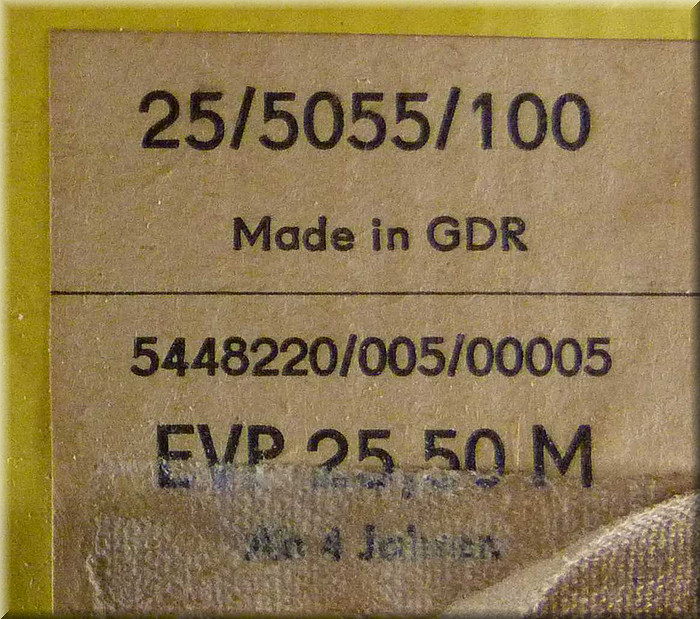 25/5055/100
Made in GDR
5448220/005/00005
EVP 25,50 M
Ab 4 Jahren